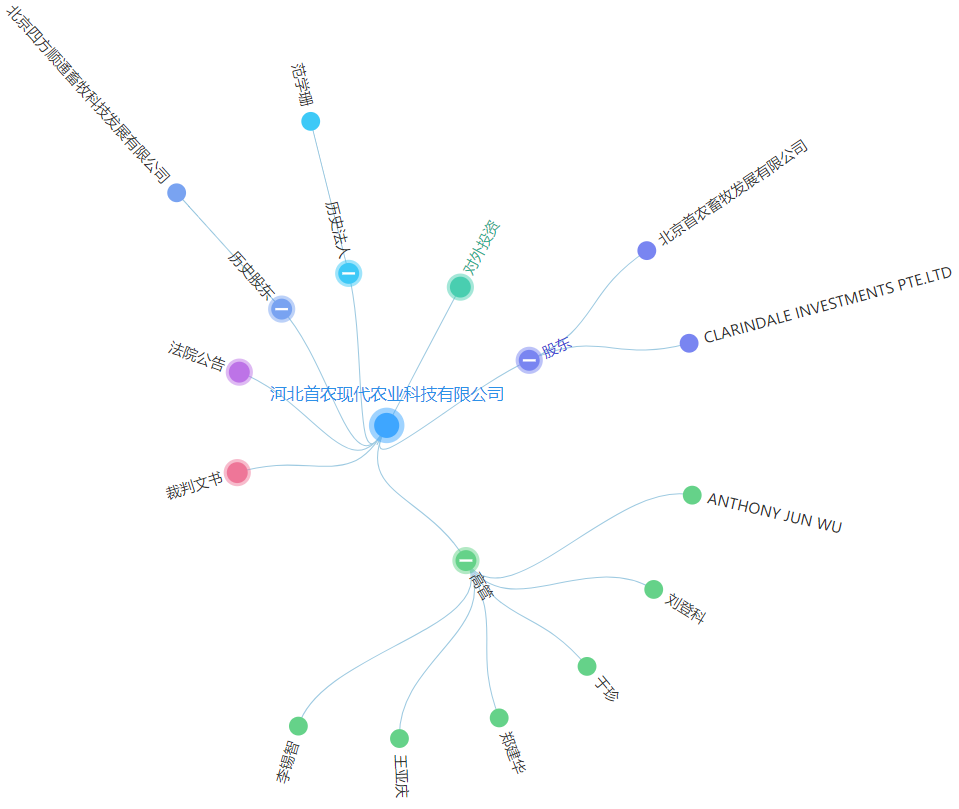 北京四方顺通畜牧科技发展有限公司
范学珊
历史法人
历史股东
对外投资
北京首农畜牧发展有限公司
CLARINDALE INVESTMENTS PTE.LTD
股东
法院公告
河北首农现代农业科技有限公司
裁判文书
ANTHONY JUN WU
高管
刘登科
于珍
郑建华
王亚庆
李锡智